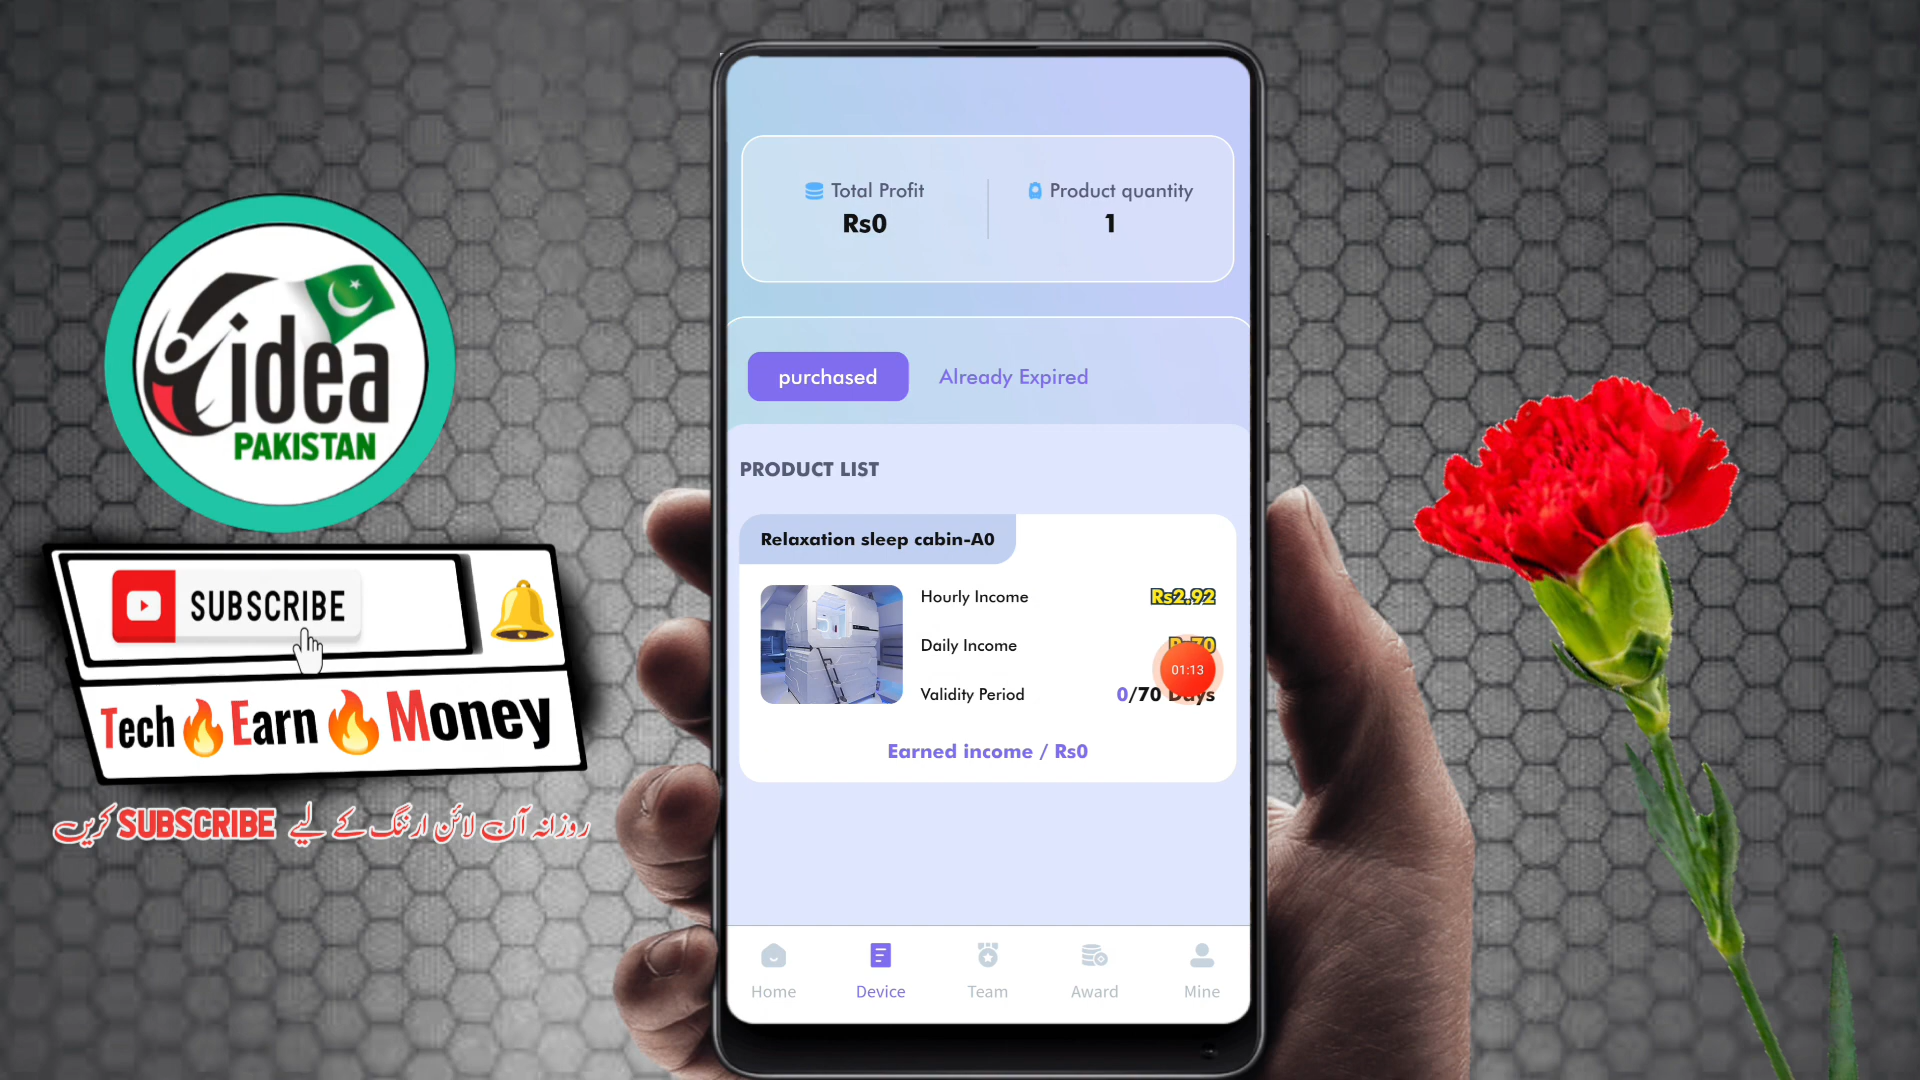 idea
PAKISTAN
SUBSCRIBE
Tech Earn Money
روزانہ آن لائن ارننگ کے لیے SUBSCRIBE کریں
Total Profit
Rs0
Product quantity
1
purchased
Already Expired
PRODUCT LIST
Relaxation sleep cabin-A0
Hourly Income
Rs2.92
Daily Income
Rs70
01:13
Validity Period
0/70 Days
Earned income / Rs0
Home
Device
Team
Award
Mine